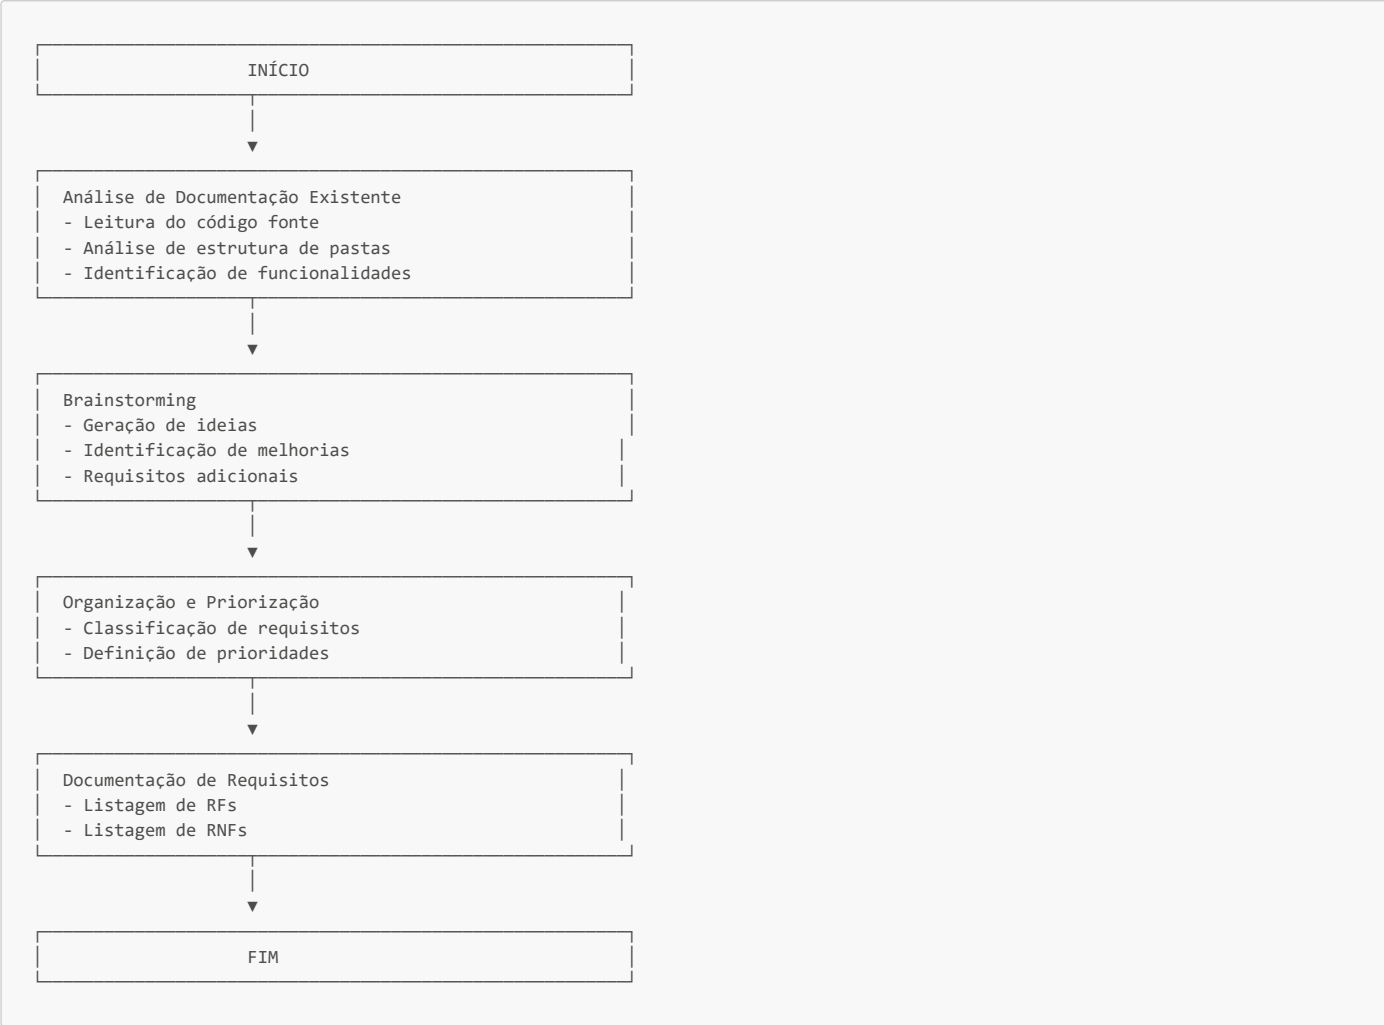 INÍCIO
▼
Análise de Documentação Existente
- Leitura do código fonte
- Análise de estrutura de pastas
- Identificação de funcionalidades
▼
Brainstorming
- Geração de ideias
- Identificação de melhorias
- Requisitos adicionais
▼
Organização e Priorização
- Classificação de requisitos
- Definição de prioridades
▼
Documentação de Requisitos
- Listagem de RFs
- Listagem de RNFs
▼
FIM